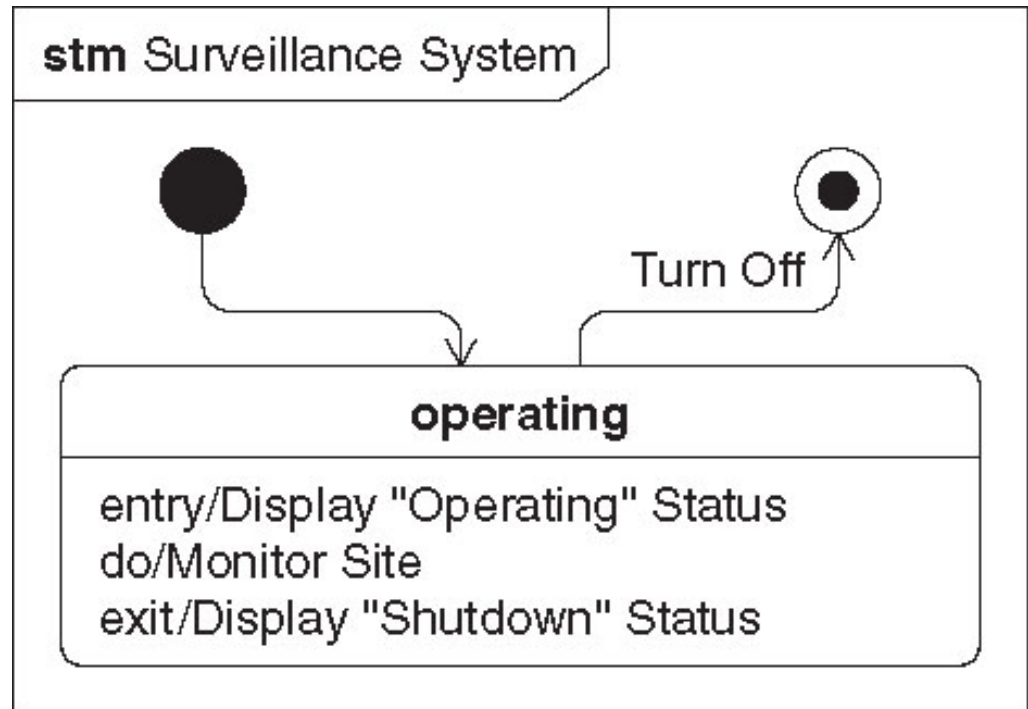 stm Surveillance System
Turn Off
operating
entry/Display "Operating" Status
do/Monitor Site
exit/Display "Shutdown" Status